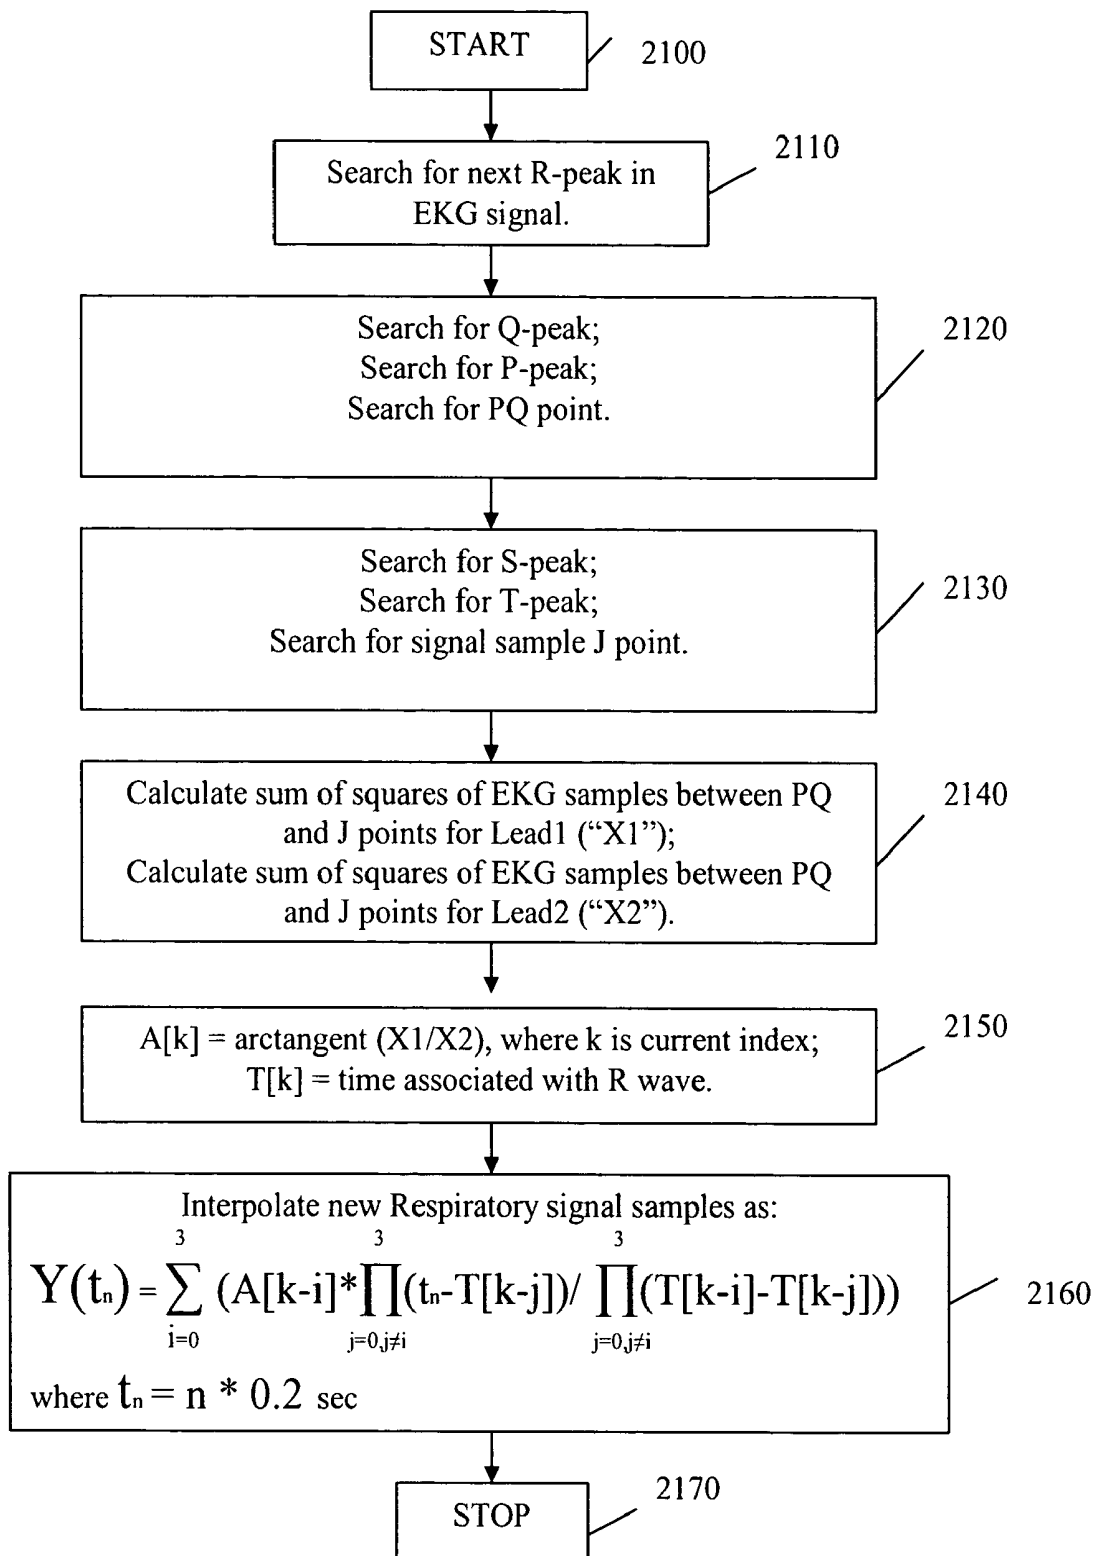 START
2100
Search for next R-peak in
EKG signal.
2110
Search for Q-peak;
Search for P-peak;
Search for PQ point.
2120
Search for S-peak;
Search for T-peak;
Search for signal sample J point.
2130
Calculate sum of squares of EKG samples between PQ
and J points for Lead1 (“X1”);
Calculate sum of squares of EKG samples between PQ
and J points for Lead2 (“X2”).
2140
A[k] = arctangent (X1/X2), where k is current index;
T[k] = time associated with R wave.
2150
Interpolate new Respiratory signal samples as:
3 3 3
Y(tn) = ∑ (A[k-i]*∏(tn-T[k-j])/ ∏(T[k-i]-T[k-j]))
i=0 j=0,j≠i j=0,j≠i
where tn = n * 0.2 sec
2160
STOP
2170